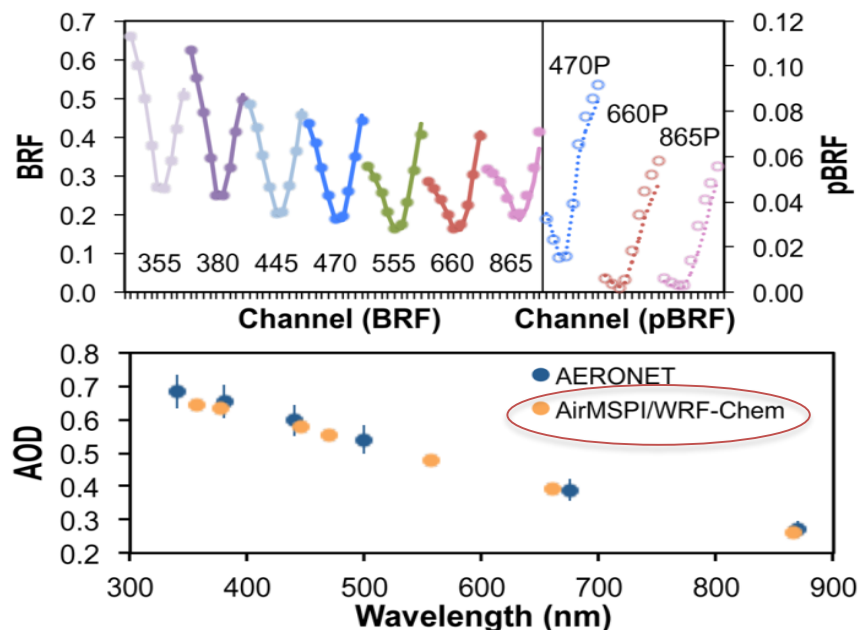 0.7
0.6
0.5
0.4
0.3
0.2
0.1
0.0
BRF
355 380 445 470 555 660 865
470P
660P
865P
0.12
0.10
0.08
0.06
0.04
0.02
0.00
pBRF
Channel (BRF) Channel (pBRF)
0.8
0.7
0.6
0.5
0.4
0.3
0.2
AOD
AERONET
AirMSPI/WRF-Chem
300 400 500 600 700 800 900
Wavelength (nm)